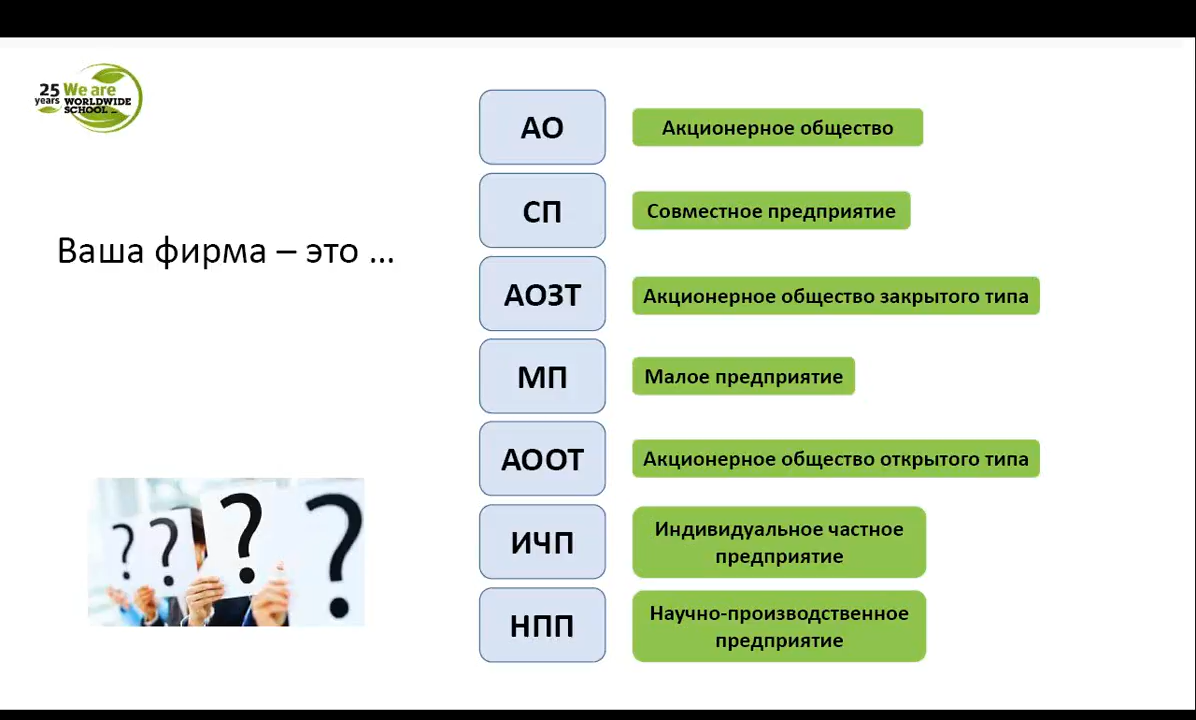 25 We are
years WORLDWIDE
SCHOOL ...
Ваша фирма – это ...
АО
Акционерное общество
СП
Совместное предприятие
АОЗТ
Акционерное общество закрытого типа
МП
Малое предприятие
АООТ
Акционерное общество открытого типа
ИЧП
Индивидуальное частное
предприятие
НПП
Научно-производственное
предприятие
? ? ? ?